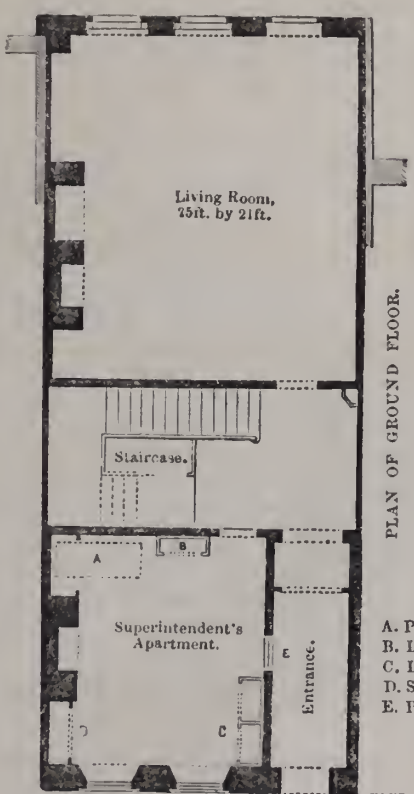 Living Room,
25ft. by 21ft.
PLAN OF GROUND FLOOR.
Staircase.
A
B
Superintendent's
Apartment.
E
Entrance.
D
C
A. P
B. L
C. L
D. S
E. P